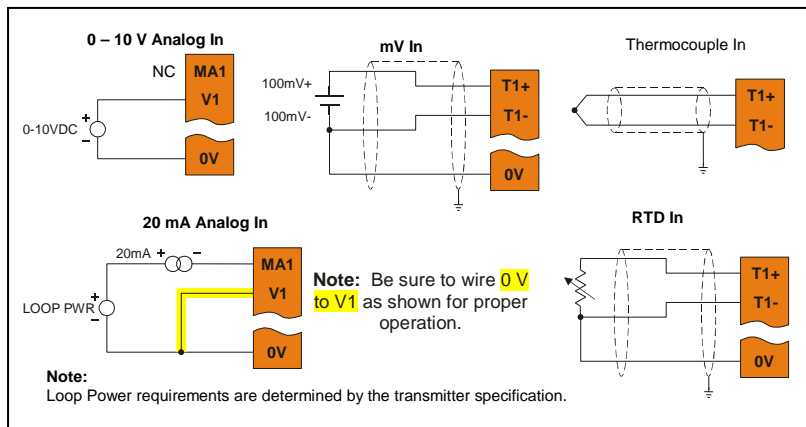 0 – 10 V Analog In
NC
MA1
V1
0-10VDC
+
–
0V
mV In
100mV+
100mV-
T1+
T1-
0V
Thermocouple In
T1+
T1-
20 mA Analog In
20mA
+
–
MA1
V1
LOOP PWR
+
–
0V
Note: Be sure to wire 0 V
to V1 as shown for proper
operation.
RTD In
T1+
T1-
0V
Note:
Loop Power requirements are determined by the transmitter specification.